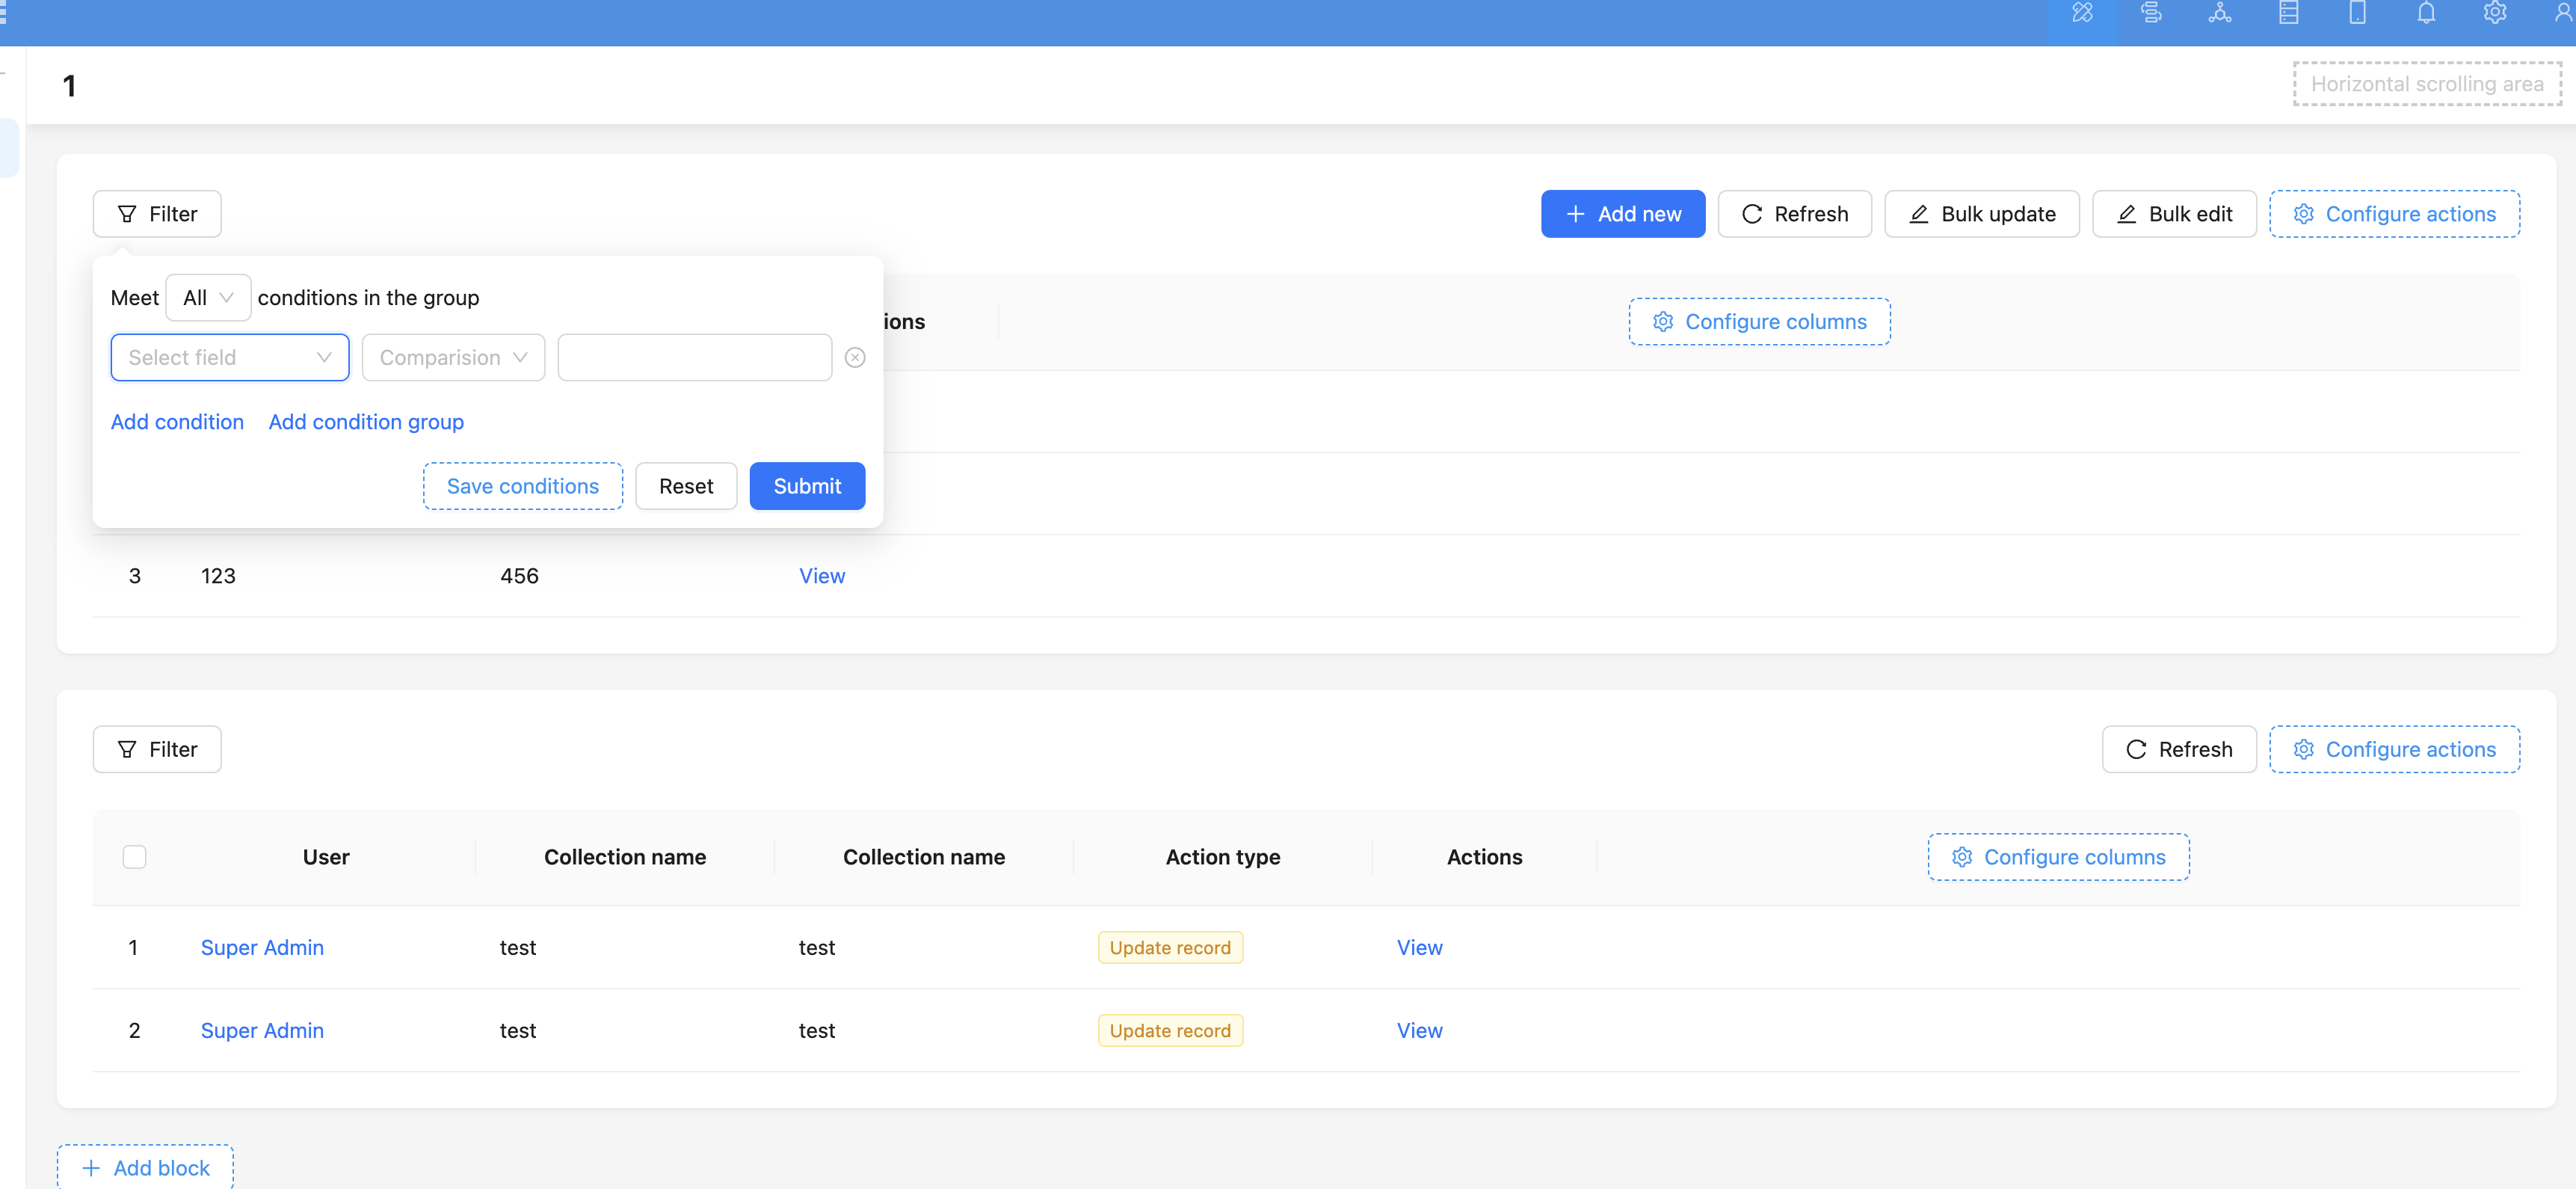 1
Horizontal scrolling area
Filter
Add new
Refresh
Bulk update
Bulk edit
Configure actions
Meet All conditions in the group
ions
Configure columns
Select field
Comparision
Add condition
Add condition group
Save conditions
Reset
Submit
3 123 456 View
Filter
Refresh
Configure actions
User Collection name Collection name Action type Actions
Configure columns
1 Super Admin test test Update record View
2 Super Admin test test Update record View
Add block